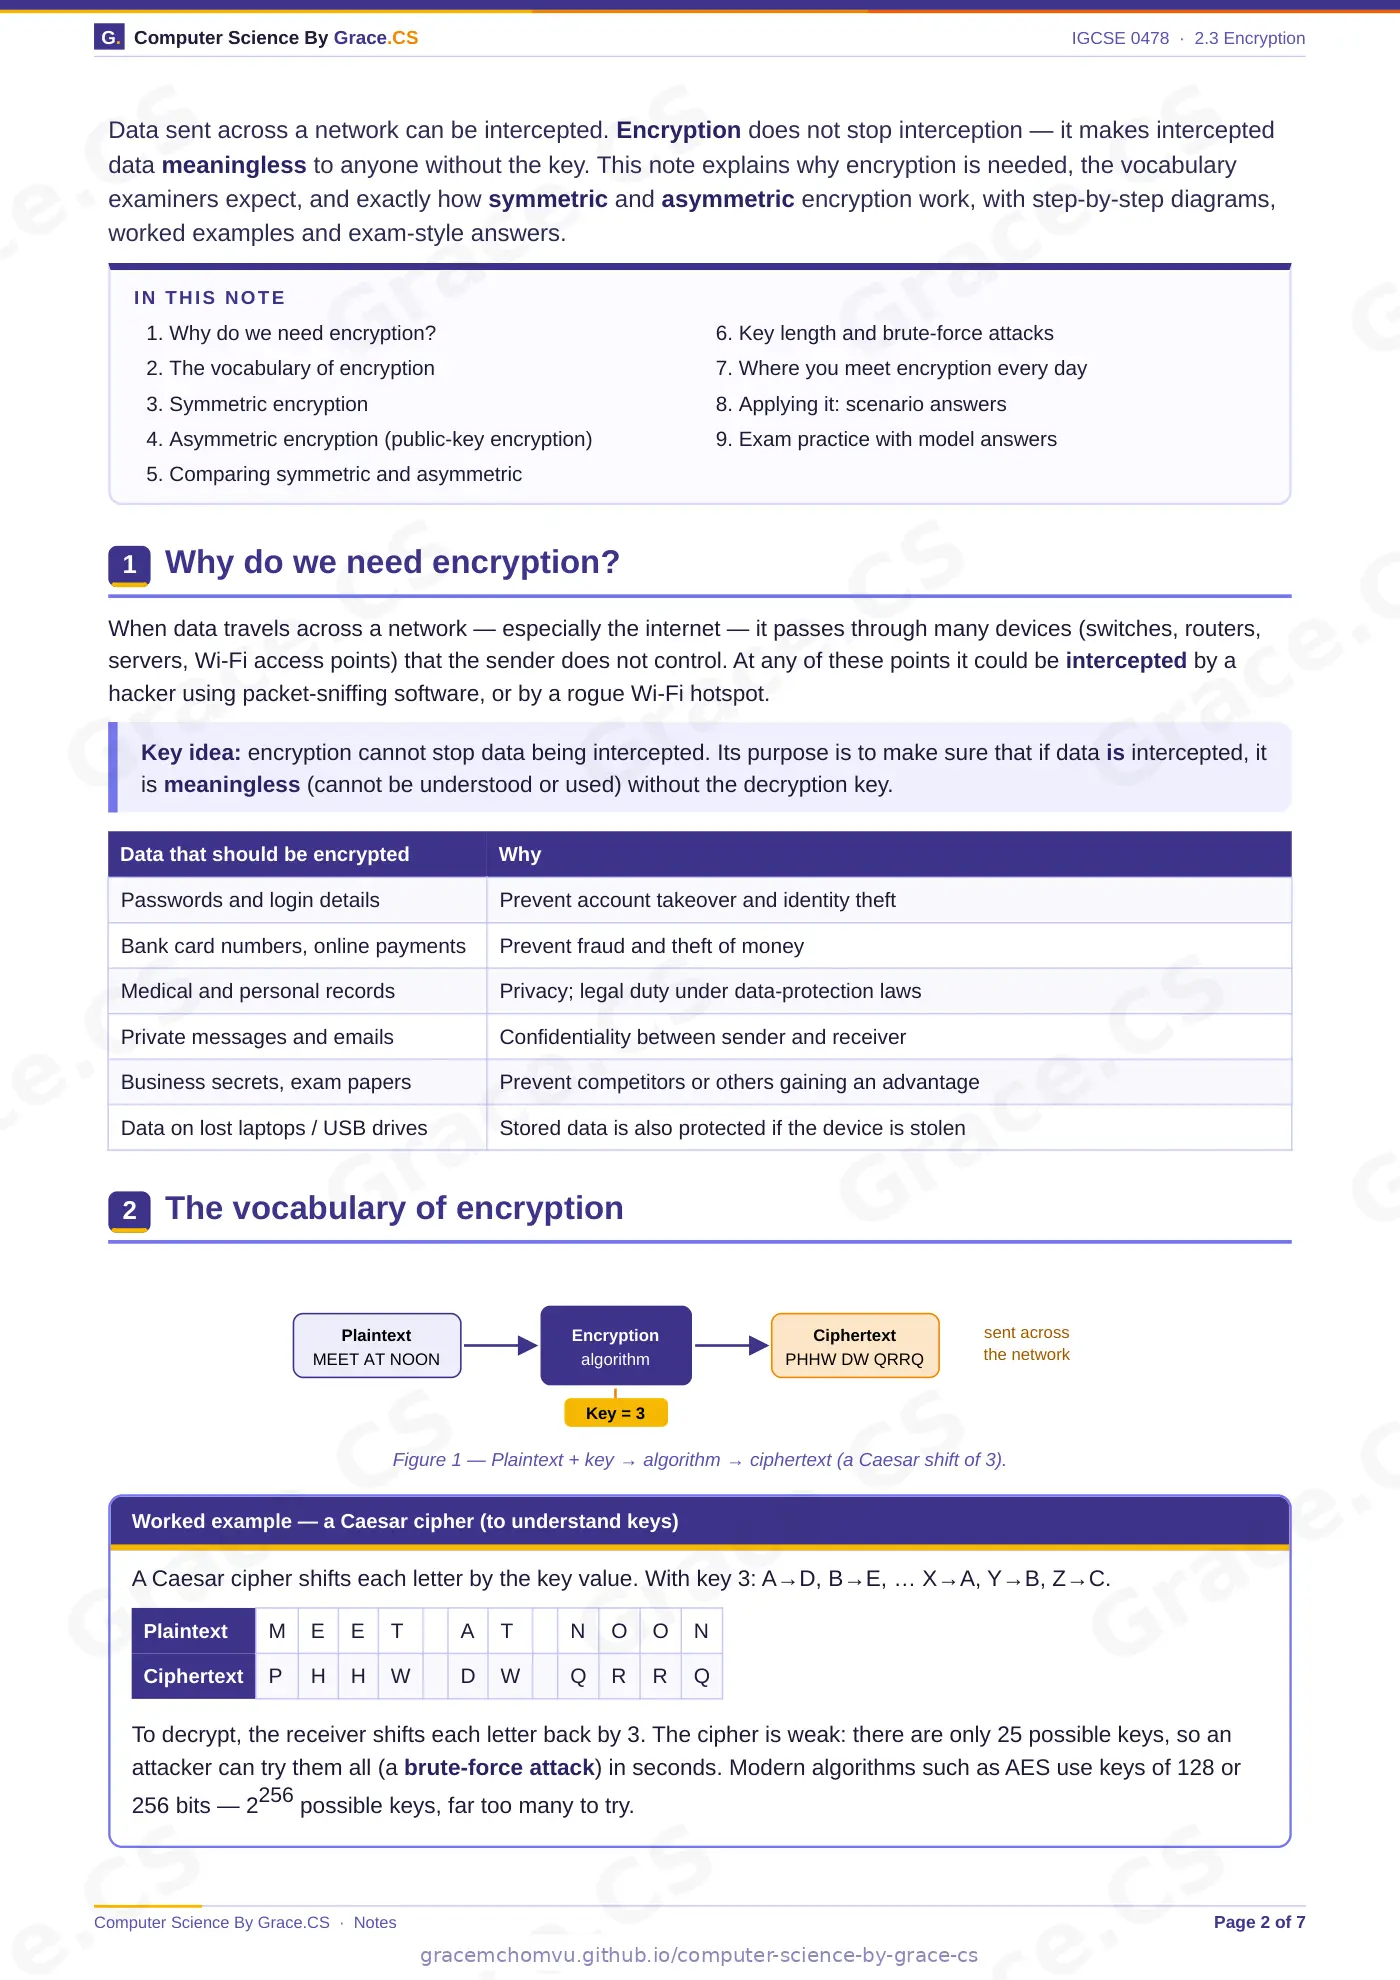 G. Computer Science By Grace.CS
IGCSE 0478 · 2.3 Encryption
Data sent across a network can be intercepted. Encryption does not stop interception — it makes intercepted
data meaningless to anyone without the key. This note explains why encryption is needed, the vocabulary
examiners expect, and exactly how symmetric and asymmetric encryption work, with step-by-step diagrams,
worked examples and exam-style answers.
IN THIS NOTE
1. Why do we need encryption?
2. The vocabulary of encryption
3. Symmetric encryption
4. Asymmetric encryption (public-key encryption)
5. Comparing symmetric and asymmetric
6. Key length and brute-force attacks
7. Where you meet encryption every day
8. Applying it: scenario answers
9. Exam practice with model answers
1 Why do we need encryption?
When data travels across a network — especially the internet — it passes through many devices (switches, routers,
servers, Wi-Fi access points) that the sender does not control. At any of these points it could be intercepted by a
hacker using packet-sniffing software, or by a rogue Wi-Fi hotspot.
Key idea: encryption cannot stop data being intercepted. Its purpose is to make sure that if data is intercepted, it
is meaningless (cannot be understood or used) without the decryption key.
Data that should be encrypted Why
Passwords and login details Prevent account takeover and identity theft
Bank card numbers, online payments Prevent fraud and theft of money
Medical and personal records Privacy; legal duty under data-protection laws
Private messages and emails Confidentiality between sender and receiver
Business secrets, exam papers Prevent competitors or others gaining an advantage
Data on lost laptops / USB drives Stored data is also protected if the device is stolen
2 The vocabulary of encryption
Plaintext
MEET AT NOON
Encryption
algorithm
Key = 3
Ciphertext
PHHW DW QRRQ
sent across
the network
Figure 1 — Plaintext + key → algorithm → ciphertext (a Caesar shift of 3).
Worked example — a Caesar cipher (to understand keys)
A Caesar cipher shifts each letter by the key value. With key 3: A→D, B→E, … X→A, Y→B, Z→C.
Plaintext M E E T A T N O O N
Ciphertext P H H W D W Q R R Q
To decrypt, the receiver shifts each letter back by 3. The cipher is weak: there are only 25 possible keys, so an
attacker can try them all (a brute-force attack) in seconds. Modern algorithms such as AES use keys of 128 or
256 bits — 2^256 possible keys, far too many to try.
Computer Science By Grace.CS · Notes
Page 2 of 7
gracemchomvu.github.io/computer-science-by-grace-cs